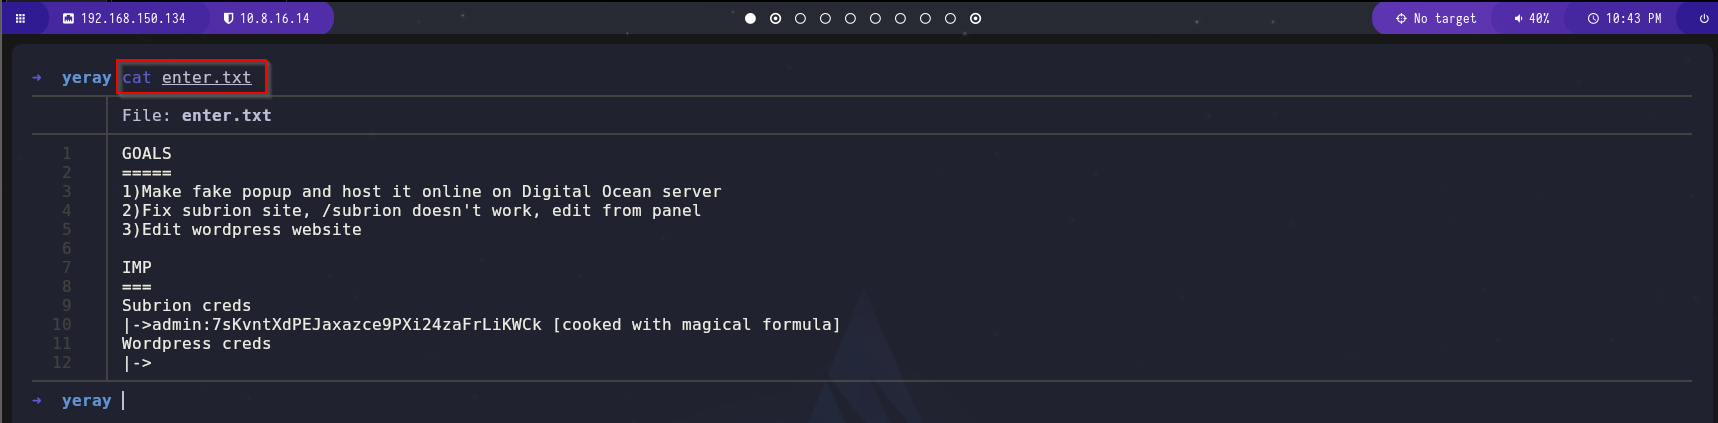 192.168.150.134 10.8.16.14 No target 40% 10:43 PM
➜ yeray cat enter.txt
File: enter.txt
1 GOALS
2 =====
3 1)Make fake popup and host it online on Digital Ocean server
4 2)Fix subrion site, /subrion doesn't work, edit from panel
5 3)Edit wordpress website
6
7 IMP
8 ===
9 Subrion creds
10 |->admin:7sKvntXdPEJaxazce9PXi24zaFrLiKWCk [cooked with magical formula]
11 Wordpress creds
12 |->
➜ yeray